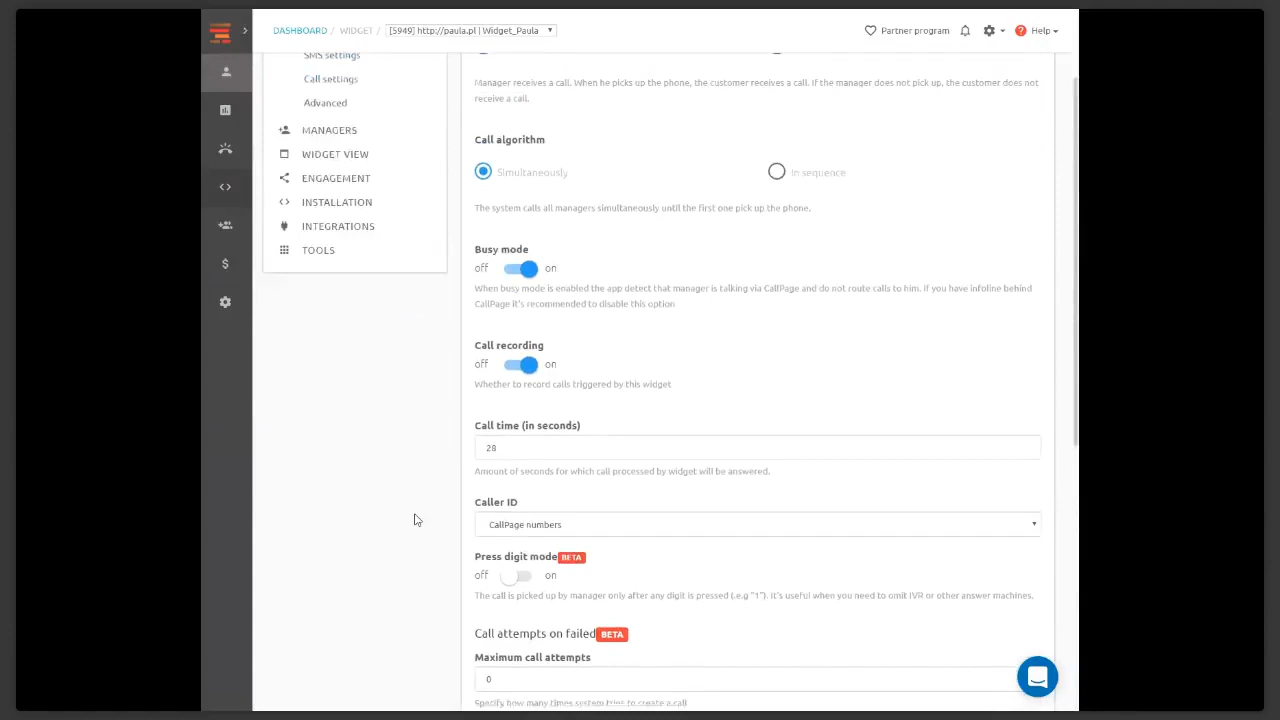 DASHBOARD / WIDGET / [5949] http://paula.pl | Widget_Paula
Partner program
Help
SMS settings
Call settings
Advanced
MANAGERS
WIDGET VIEW
ENGAGEMENT
INSTALLATION
INTEGRATIONS
TOOLS
Manager receives a call. When he picks up the phone, the customer receives a call. If the manager does not pick up, the customer does not
receive a call.
Call algorithm
Simultaneously
In sequence
The system calls all managers simultaneously until the first one pick up the phone.
Busy mode
off on
When busy mode is enabled the app detect that manager is talking via CallPage and do not route calls to him. If you have infoline behind
CallPage it's recommended to disable this option
Call recording
off on
Whether to record calls triggered by this widget
Call time (in seconds)
28
Amount of seconds for which call processed by widget will be answered.
Caller ID
CallPage numbers
Press digit mode BETA
off on
The call is picked up by manager only after any digit is pressed (.e.g "1"). It's useful when you need to omit IVR or other answer machines.
Call attempts on failed BETA
Maximum call attempts
0
Specify how many times system tries to create a call